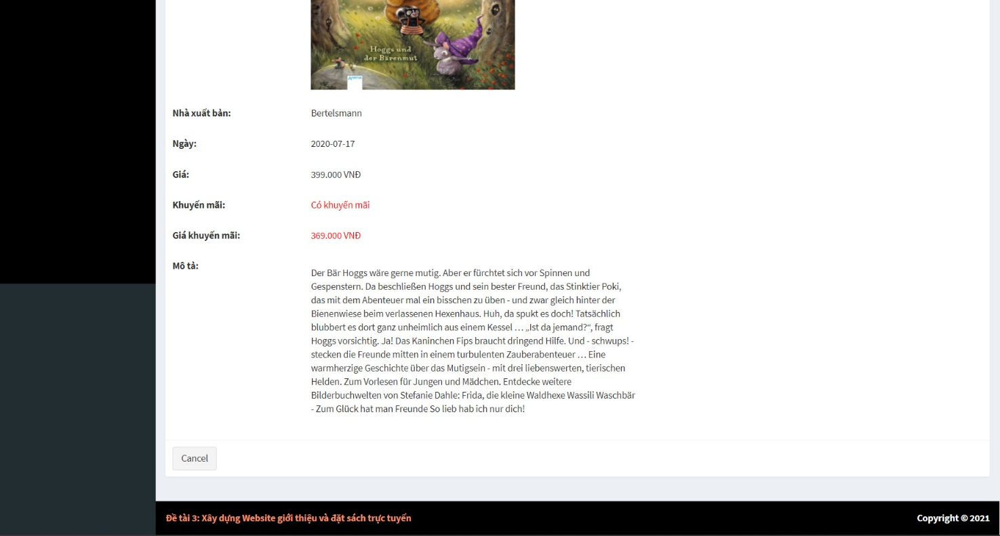 Hoggs und
der Bärenmut
Arena
Nhà xuất bản: Bertelsmann
Ngày: 2020-07-17
Giá: 399.000 VNĐ
Khuyến mãi: Có khuyến mãi
Giá khuyến mãi: 369.000 VNĐ
Mô tả:
Der Bär Hoggs wäre gerne mutig. Aber er fürchtet sich vor Spinnen und
Gespenstern. Da beschließen Hoggs und sein bester Freund, das Stinktier Poki,
das mit dem Abenteuer mal ein bisschen zu üben - und zwar gleich hinter der
Bienenwiese beim verlassenen Hexenhaus. Huh, da spukt es doch! Tatsächlich
blubbert es dort ganz unheimlich aus einem Kessel … „Ist da jemand?“, fragt
Hoggs vorsichtig. Ja! Das Kaninchen Fips braucht dringend Hilfe. Und - schwups! -
stecken die Freunde mitten in einem turbulenten Zauberabenteuer … Eine
warmherzige Geschichte über das Mutigsein - mit drei liebenswerten, tierischen
Helden. Zum Vorlesen für Jungen und Mädchen. Entdecke weitere
Bilderbuchwelten von Stefanie Dahle: Frida, die kleine Waldhexe Wassili Waschbär
- Zum Glück hat man Freunde So lieb hab ich nur dich!
Cancel
Đề tài 3: Xây dựng Website giới thiệu và đặt sách trực tuyến
Copyright © 2021